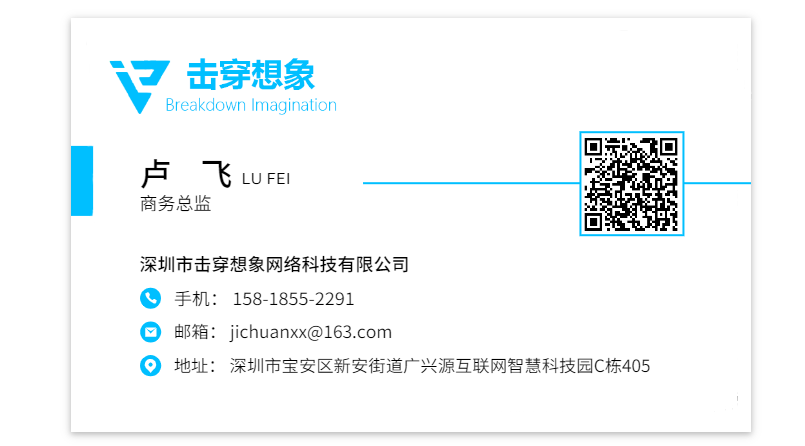 击穿想象
Breakdown Imagination
卢 飞 LU FEI
商务总监
深圳市击穿想象网络科技有限公司
手机： 158-1855-2291
邮箱： jichuanxx@163.com
地址： 深圳市宝安区新安街道广兴源互联网智慧科技园C栋405